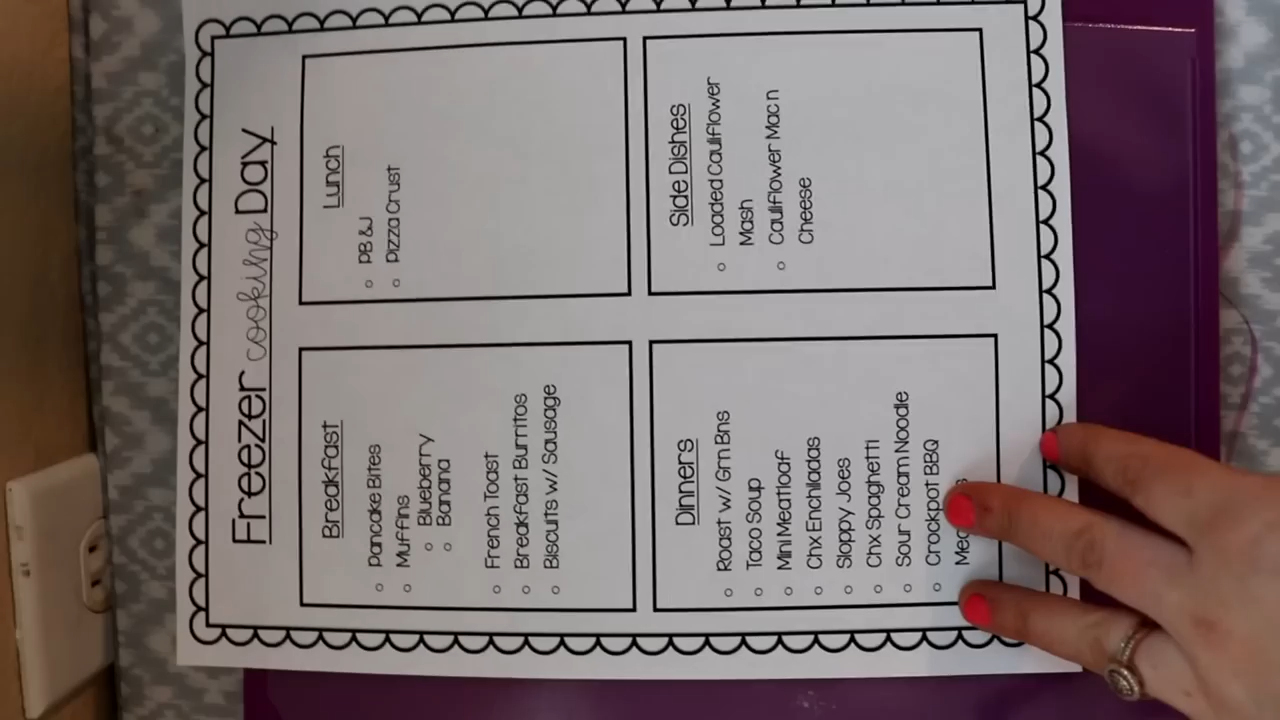 Freezer cooking Day
Breakfast
Pancake Bites
Muffins
Blueberry
Banana
French Toast
Breakfast Burritos
Biscuits w/ Sausage
Lunch
PB & J
Pizza Crust
Dinners
Roast w/ Grn Bns
Taco Soup
Mini Meatloaf
Chx Enchiladas
Sloppy Joes
Chx Spaghetti
Sour Cream Noodle
Crockpot BBQ
Side Dishes
Loaded Cauliflower
Mash
Cauliflower Mac n
Cheese